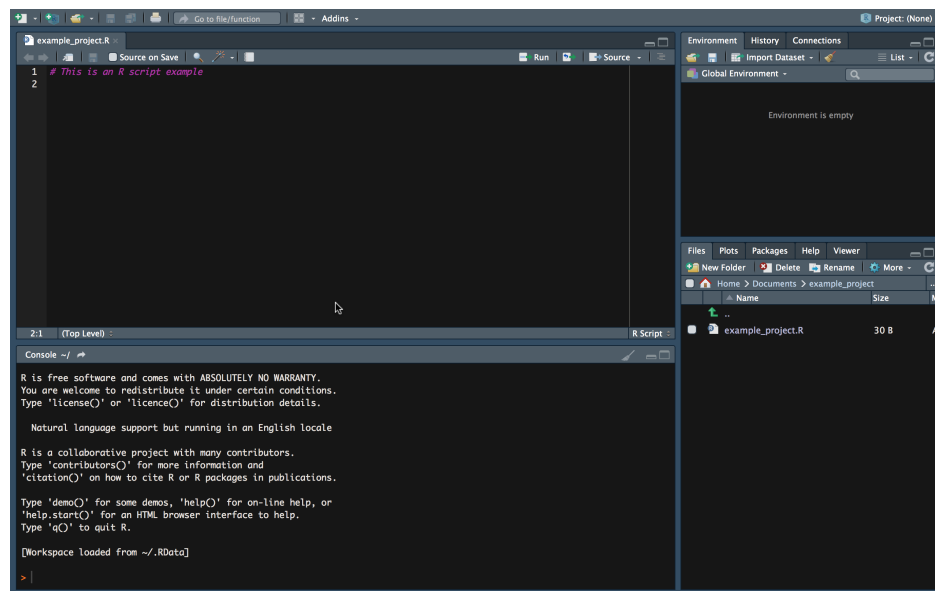 Go to file/function Addins Project: (None)
example_project.R
Source on Save Run Source
1 # This is an R script example
2
2:1 (Top Level) R Script
Console ~/
R is free software and comes with ABSOLUTELY NO WARRANTY.
You are welcome to redistribute it under certain conditions.
Type 'license()' or 'licence()' for distribution details.
Natural language support but running in an English locale
R is a collaborative project with many contributors.
Type 'contributors()' for more information and
'citation()' on how to cite R or R packages in publications.
Type 'demo()' for some demos, 'help()' for on-line help, or
'help.start()' for an HTML browser interface to help.
Type 'q()' to quit R.
[Workspace loaded from ~/.RData]
>
Environment History Connections
Import Dataset List
Global Environment
Environment is empty
Files Plots Packages Help Viewer
New Folder Delete Rename More
Home > Documents > example_project ..
Name Size
..
example_project.R 30 B